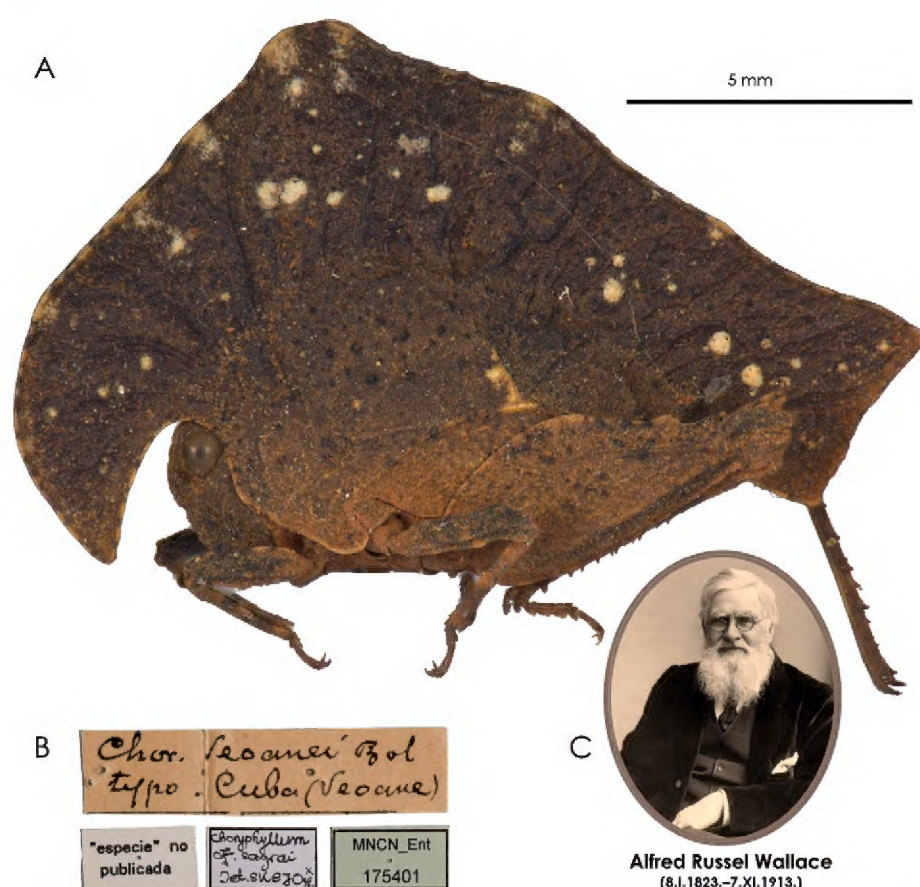 A
5 mm
B
Chor. Seoanei Bol
typo. Cuba (Seoane)
"especie" no
publicada
Choryphyllum
cf. sagrai
MNCN_Ent
175401
C
Alfred Russel Wallace
(8.I.1823.–7.XI.1913.)